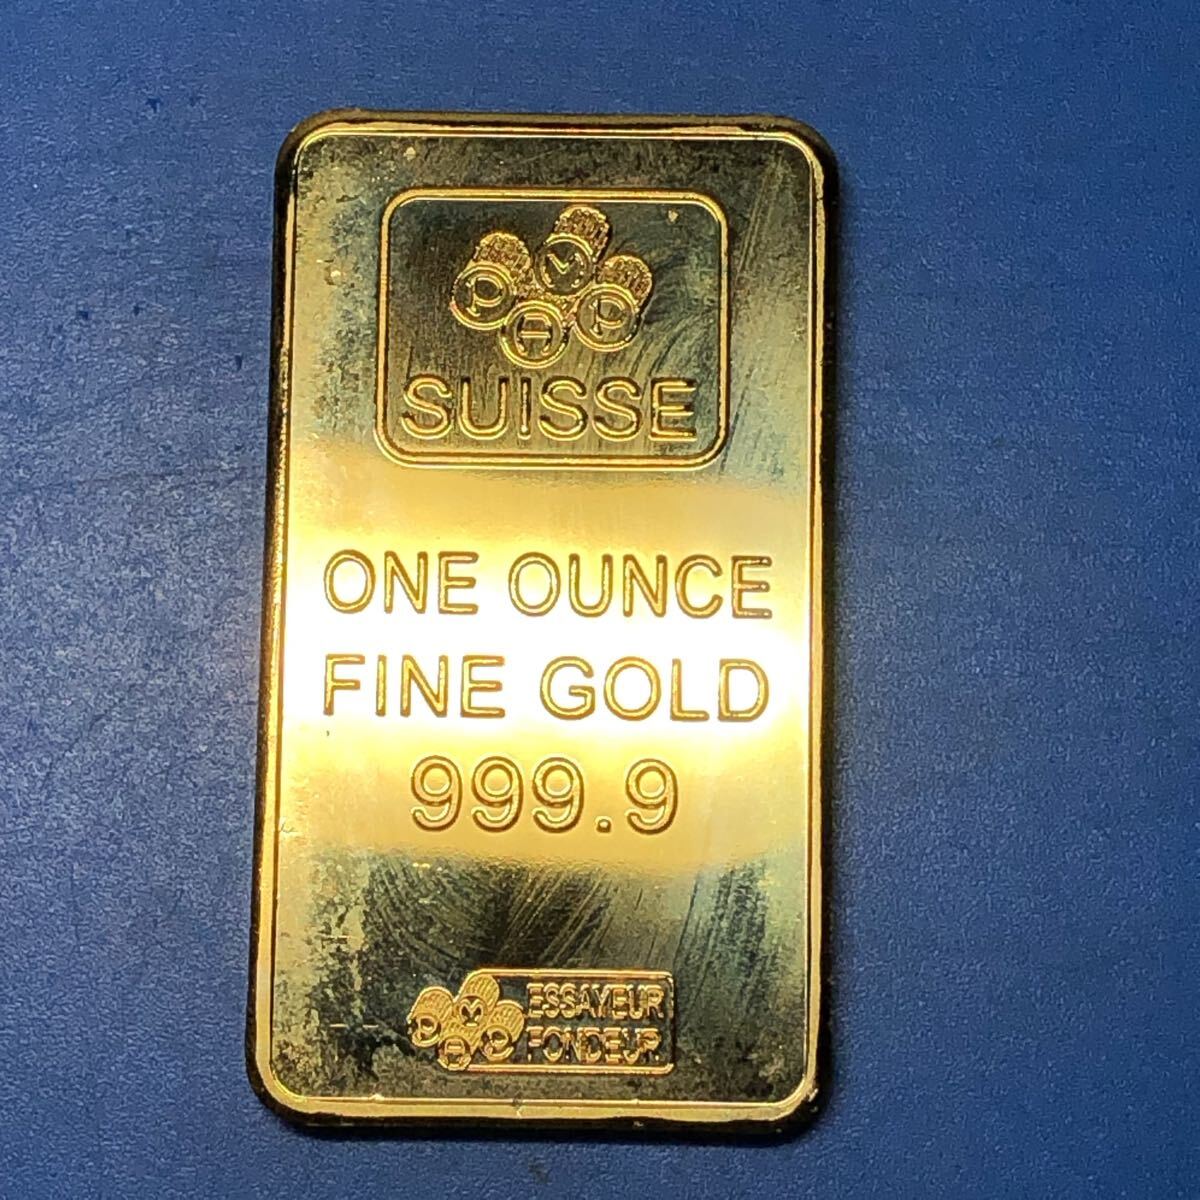 P A M P
SUISSE
ONE OUNCE
FINE GOLD
999.9
P A M P
ESSAYEUR
FONDEUR